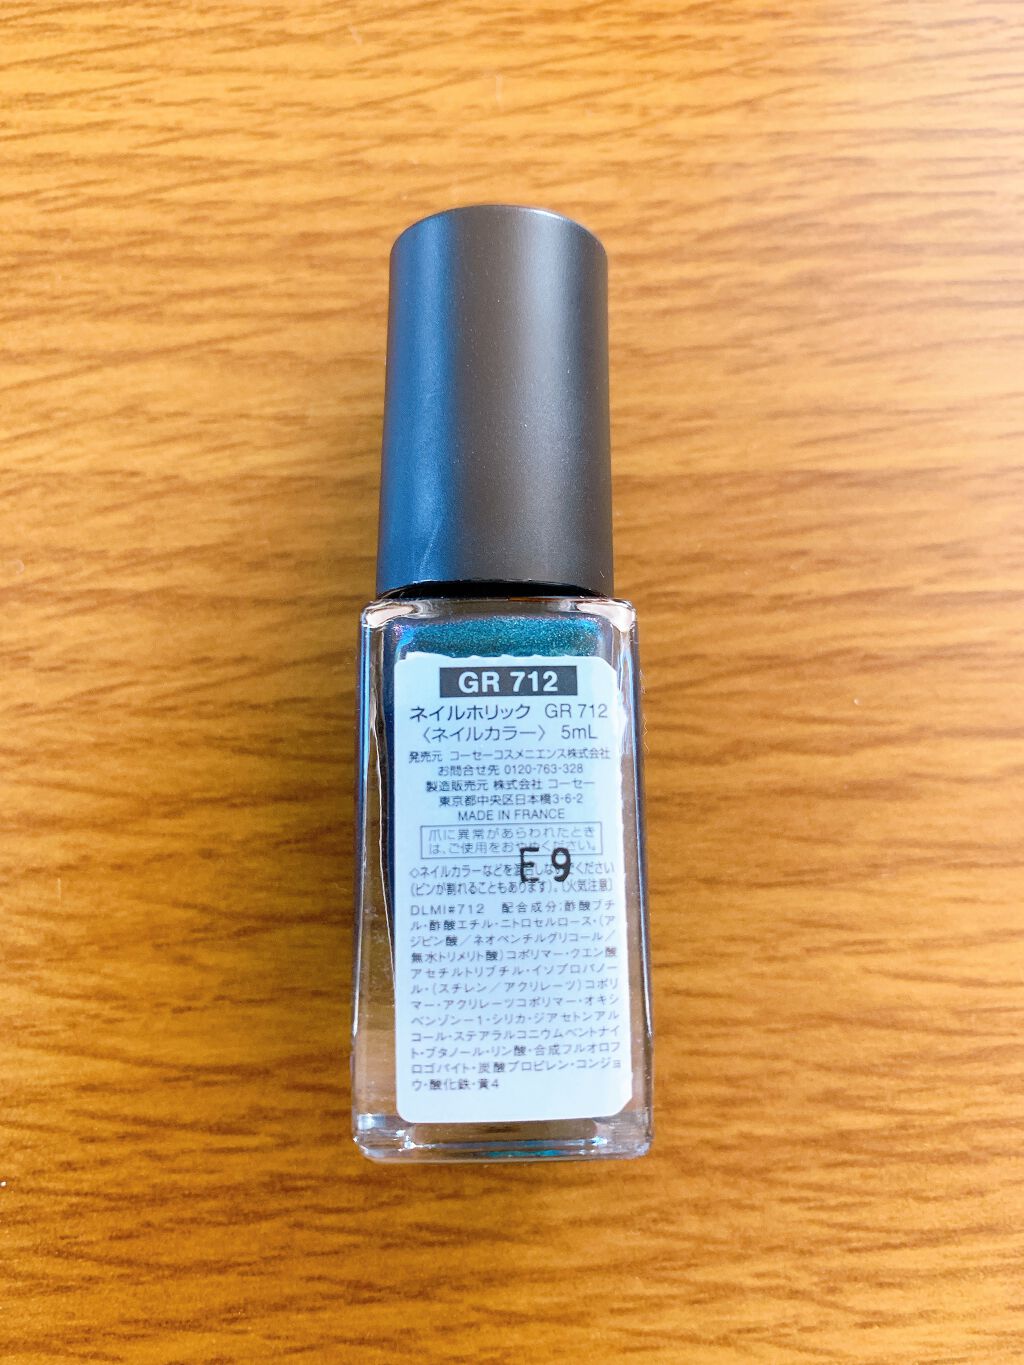 GR 712
ネイルホリック GR 712
〈ネイルカラー〉 5mL
発売元 コーセーコスメニエンス株式会社
お問合せ先 0120-763-328
製造販売元 株式会社 コーセー
東京都中央区日本橋3-6-2
MADE IN FRANCE
爪に異常があらわれたとき
は、ご使用をおやめください。
E9
◇ネイルカラーなどを混合しないでください
(ビンが割れることもあります)。〔火気注意〕
DLMI#712 配合成分:酢酸ブチ
ル・酢酸エチル・ニトロセルロース・(ア
ジピン酸/ネオペンチルグリコール/
無水トリメリト酸)コポリマー・クエン酸
アセチルトリブチル・イソプロパノー
ル・(スチレン/アクリレーツ)コポリ
マー・アクリレーツコポリマー・オキシ
ベンゾン-1・シリカ・ジアセトンアル
コール・ステアラルコニウムベントナイ
ト・ブタノール・リン酸・合成フルオロフ
ロゴパイト・炭酸プロピレン・コンジョ
ウ・酸化鉄・黄4